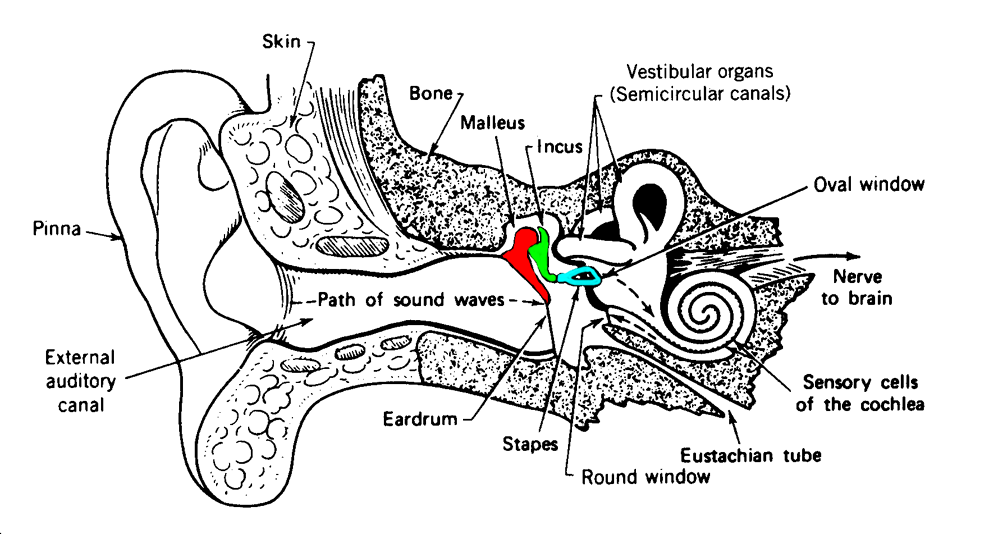 Skin
Bone
Vestibular organs
(Semicircular canals)
Malleus
Incus
Oval window
Pinna
Path of sound waves
Nerve
to brain
External
auditory
canal
Eardrum
Stapes
Sensory cells
of the cochlea
Eustachian tube
Round window